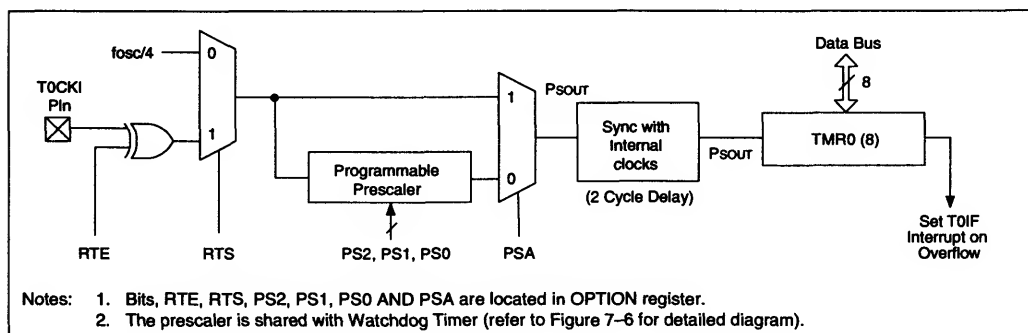 fosc/4
0
Data Bus
8
T0CKI
Pin
1
1
PSOUT
Sync with
Internal
clocks
PSOUT
TMR0 (8)
Programmable
Prescaler
0
(2 Cycle Delay)
RTE
RTS
PS2, PS1, PS0
PSA
Set T0IF
Interrupt on
Overflow
Notes: 1. Bits, RTE, RTS, PS2, PS1, PS0 AND PSA are located in OPTION register.
2. The prescaler is shared with Watchdog Timer (refer to Figure 7–6 for detailed diagram).